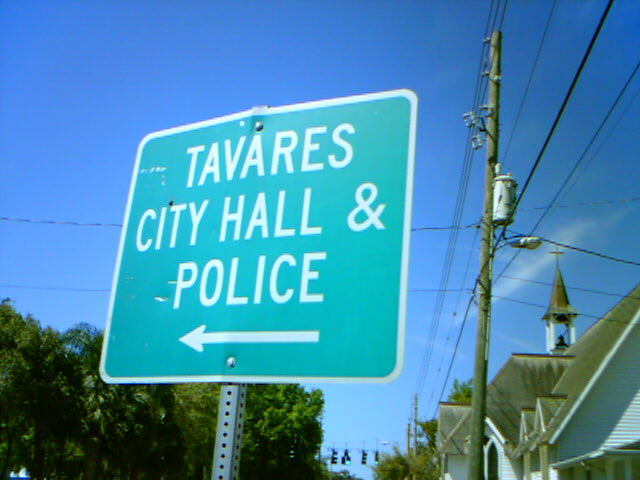 TAVARES
CITY HALL &
POLICE